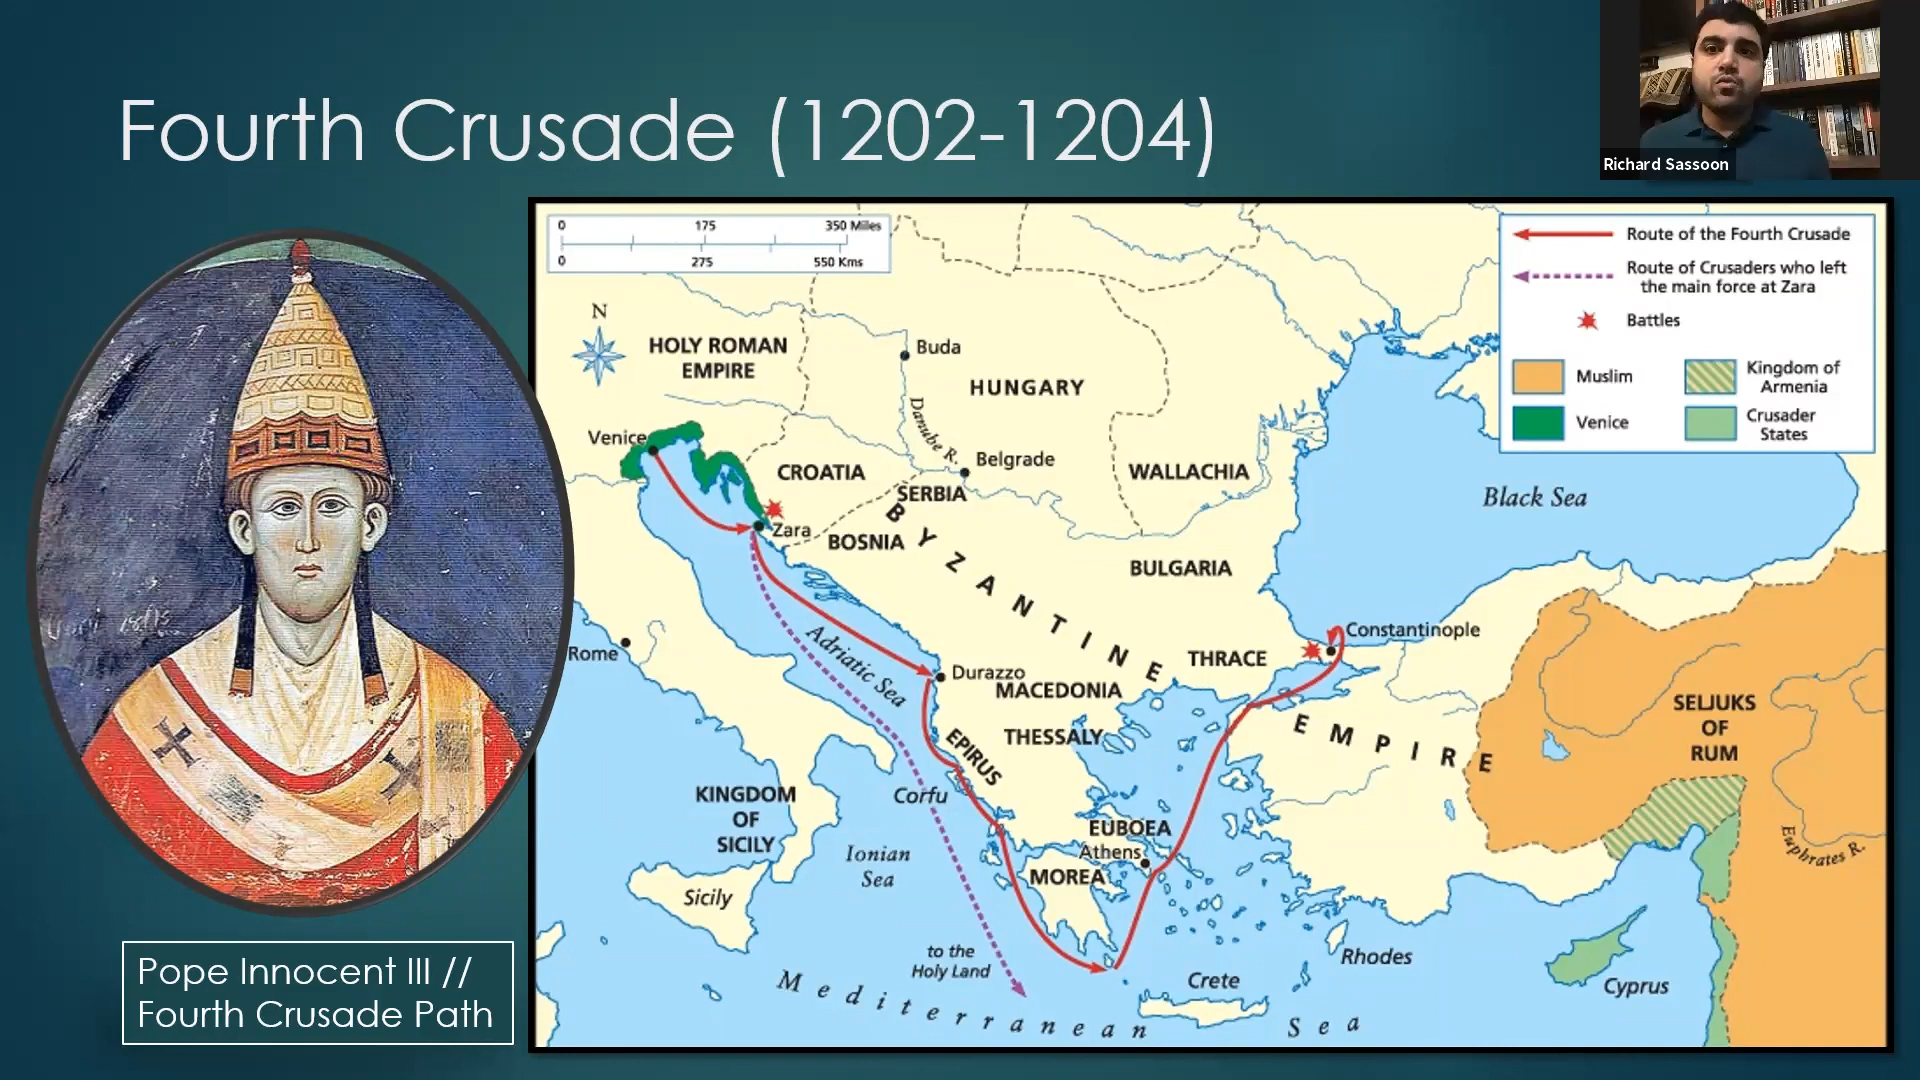 Fourth Crusade (1202-1204)
Richard Sassoon
0 175 350 Miles
0 275 550 Kms
Route of the Fourth Crusade
Route of Crusaders who left
the main force at Zara
Battles
Muslim
Kingdom of
Armenia
Venice
Crusader
States
N
HOLY ROMAN
EMPIRE
Buda
HUNGARY
Danube R.
Venice
CROATIA
Belgrade
SERBIA
WALLACHIA
Black Sea
Zara
BOSNIA
BYZANTINE
EMPIRE
BULGARIA
Constantinople
Rome
Adriatic Sea
Durazzo
THRACE
MACEDONIA
THESSALY
EPIRUS
SELJUKS
OF
RUM
KINGDOM
OF
SICILY
Corfu
EUBOEA
Athens
Ionian
Sea
MOREA
Euphrates R.
Sicily
to the
Holy Land
Rhodes
Crete
Cyprus
Mediterranean Sea
Pope Innocent III //
Fourth Crusade Path